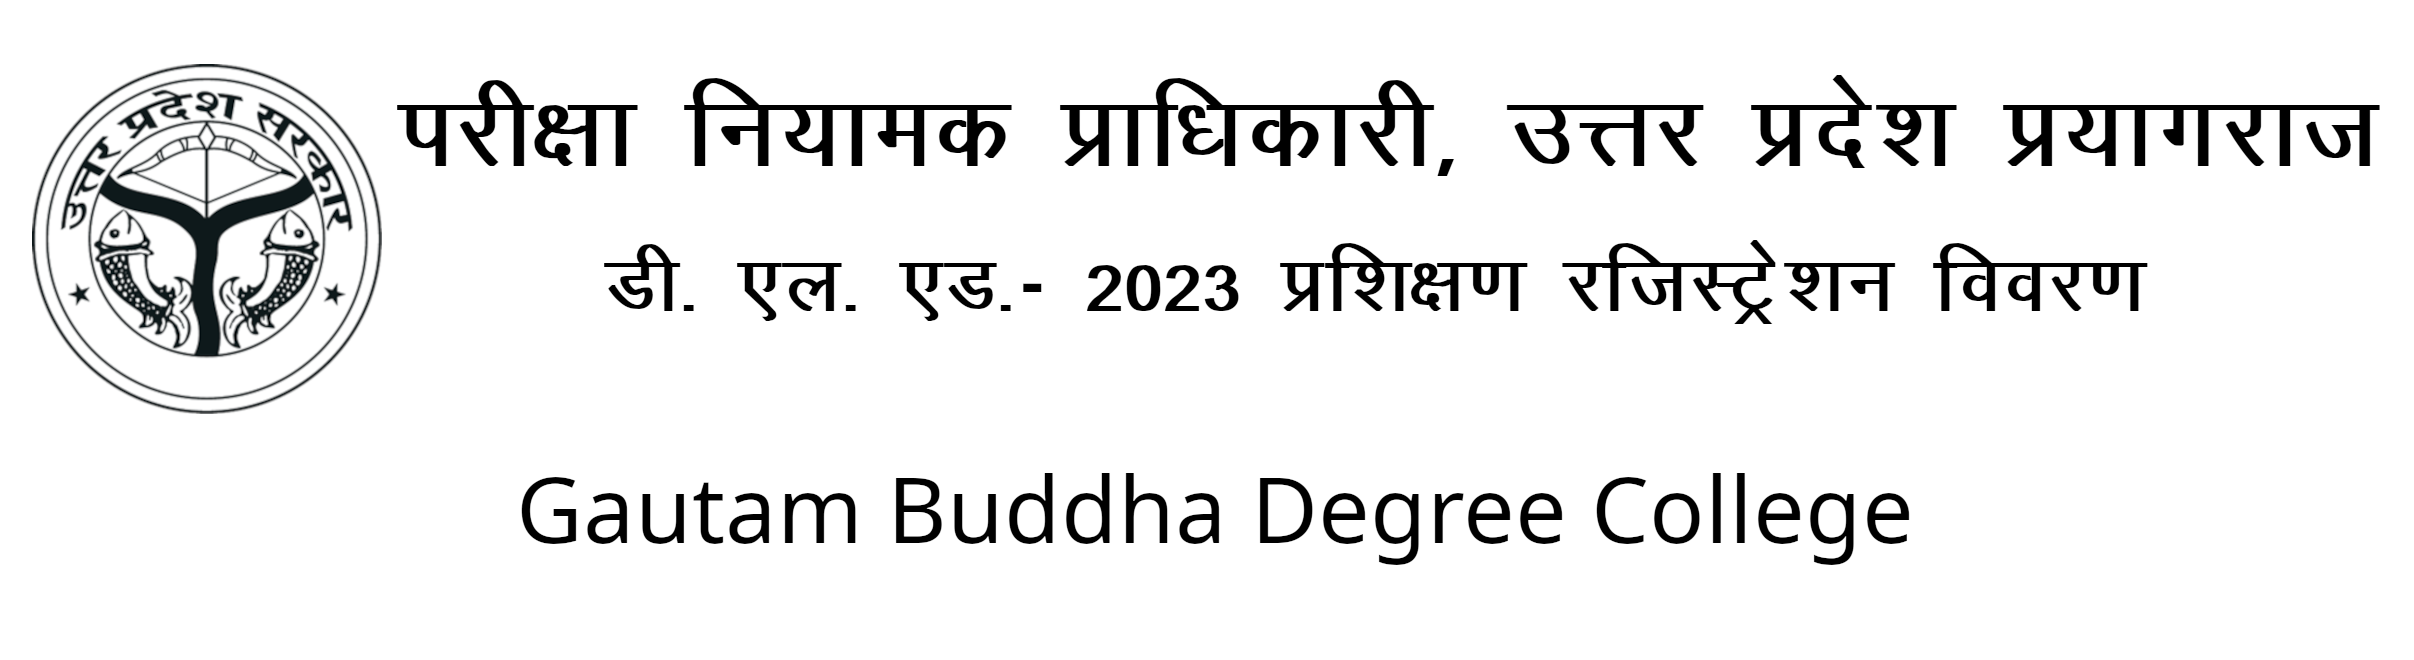 उत्तर प्रदेश सरकार
परीक्षा नियामक प्राधिकारी, उत्तर प्रदेश प्रयागराज
डी. एल. एड.- 2023 प्रशिक्षण रजिस्ट्रेशन विवरण
Gautam Buddha Degree College